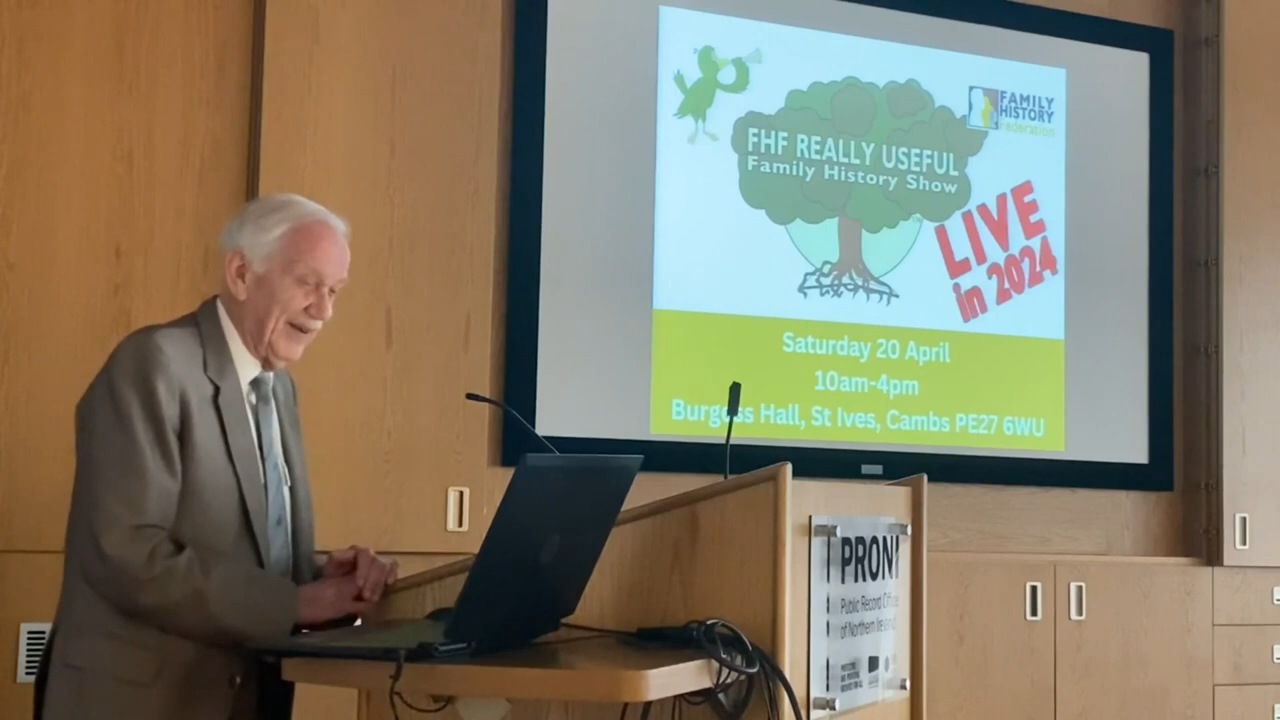 FAMILY
HISTORY
federation
FHF REALLY USEFUL
Family History Show
LIVE
in 2024
Saturday 20 April
10am-4pm
Burgess Hall, St Ives, Cambs PE27 6WU
PRONI
Public Record Office
of Northern Ireland